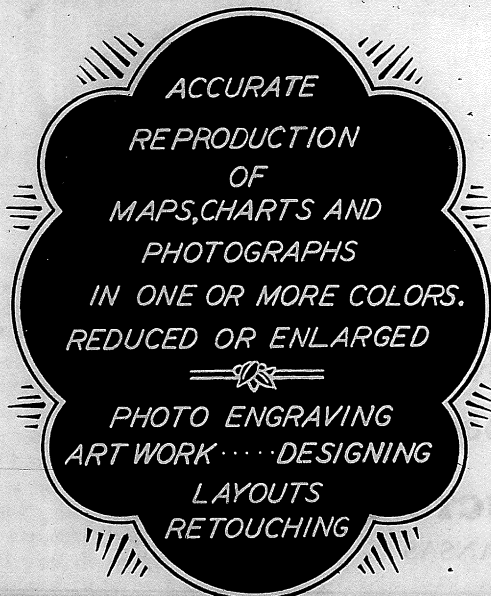 ACCURATE
REPRODUCTION
OF
MAPS,CHARTS AND
PHOTOGRAPHS
IN ONE OR MORE COLORS.
REDUCED OR ENLARGED
PHOTO ENGRAVING
ART WORK·····DESIGNING
LAYOUTS
RETOUCHING